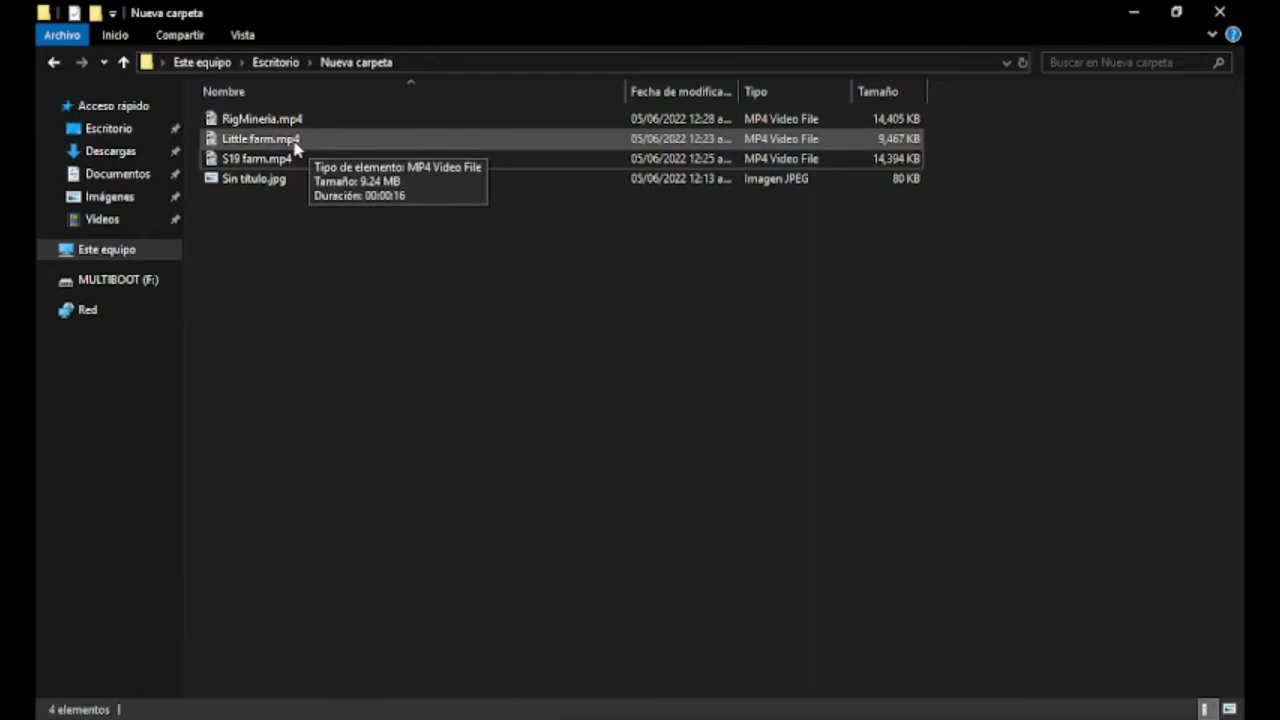 Nueva carpeta
Archivo Inicio Compartir Vista
Este equipo Escritorio Nueva carpeta Buscar en Nueva carpeta
Nombre Fecha de modifica... Tipo Tamaño
Acceso rápido
Escritorio
Descargas
Documentos
Imágenes
Videos
Este equipo
MULTIBOOT (F:)
Red
RigMineria.mp4 05/06/2022 12:28 a... MP4 Video File 14,405 KB
Little farm.mp4 05/06/2022 12:23 a... MP4 Video File 9,467 KB
S19 farm.mp4 05/06/2022 12:25 a... MP4 Video File 14,394 KB
Sin título.jpg 05/06/2022 12:13 a... Imagen JPEG 80 KB
Tipo de elemento: MP4 Video File
Tamaño: 9.24 MB
Duración: 00:00:16
4 elementos